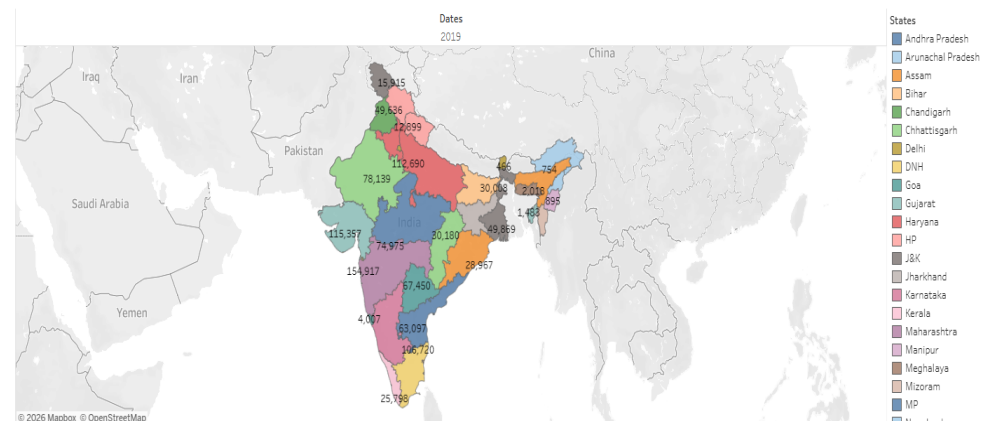 Dates
2019
China
Iraq
Iran
Pakistan
Saudi Arabia
Yemen
India
15,915
49,636
12,899
112,690
78,139
466
754
30,008
2,018
895
1,483
115,357
49,869
30,180
74,975
28,967
154,917
67,450
4,007
63,097
106,720
25,798
© 2026 Mapbox © OpenStreetMap
States
Andhra Pradesh
Arunachal Pradesh
Assam
Bihar
Chandigarh
Chhattisgarh
Delhi
DNH
Goa
Gujarat
Haryana
HP
J&K
Jharkhand
Karnataka
Kerala
Maharashtra
Manipur
Meghalaya
Mizoram
MP